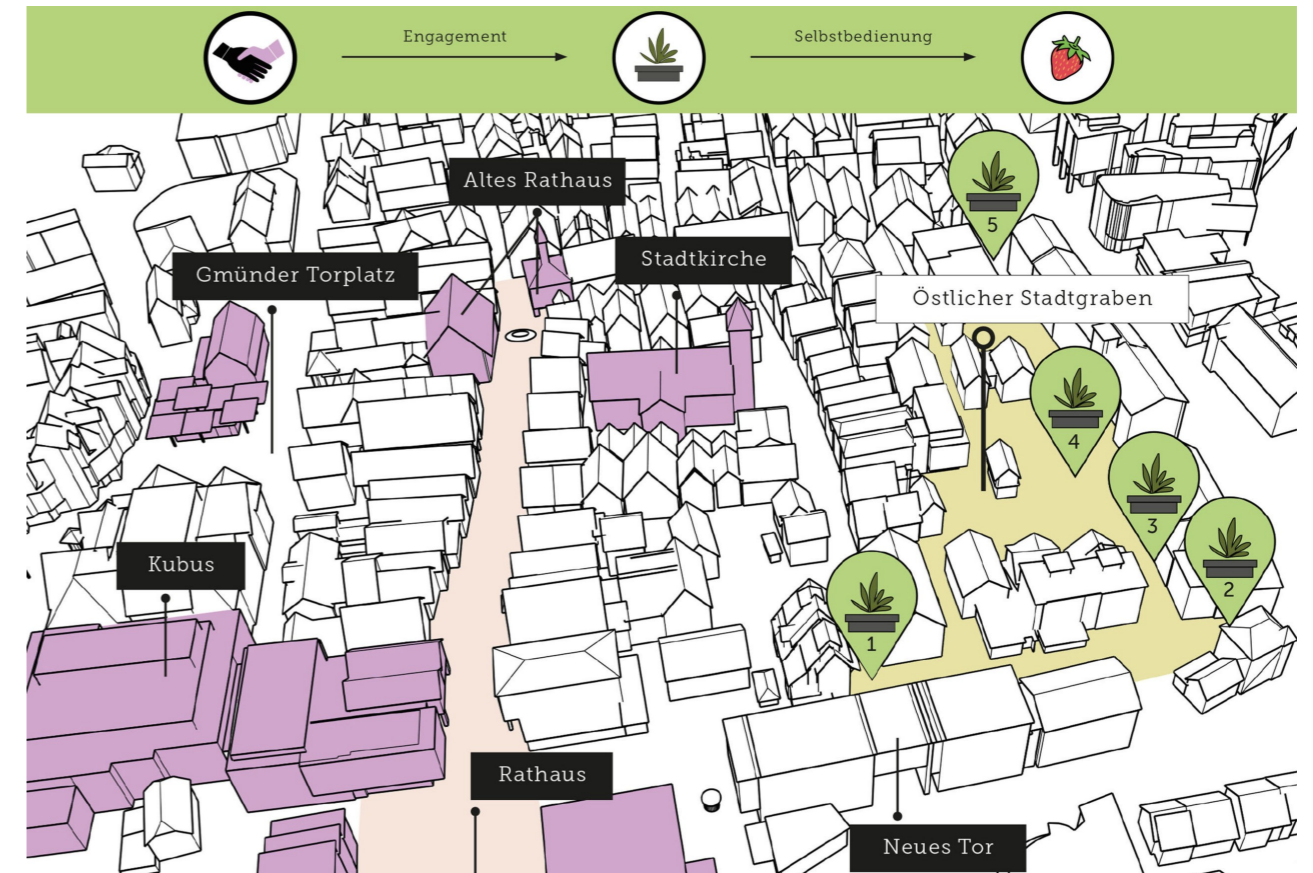 Engagement
Selbstbedienung
Altes Rathaus
5
Stadtkirche
Gmünder Torplatz
Östlicher Stadtgraben
4
3
Kubus
2
1
Rathaus
Neues Tor